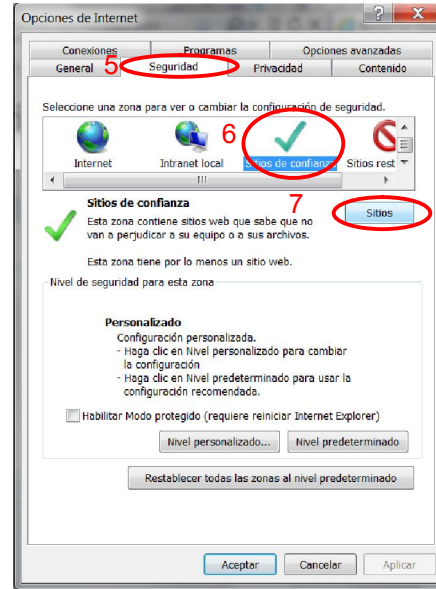 Opciones de Internet
Conexiones Programas Opciones avanzadas
General 5 Seguridad Privacidad Contenido
Seleccione una zona para ver o cambiar la configuración de seguridad.
6
Internet Intranet local Sitios de confianza Sitios rest
7
Sitios de confianza
Sitios
Esta zona contiene sitios web que sabe que no
van a perjudicar a su equipo o a sus archivos.
Esta zona tiene por lo menos un sitio web.
Nivel de seguridad para esta zona
Personalizado
Configuración personalizada.
- Haga clic en Nivel personalizado para cambiar
la configuración
- Haga clic en Nivel predeterminado para usar la
configuración recomendada.
Habilitar Modo protegido (requiere reiniciar Internet Explorer)
Nivel personalizado... Nivel predeterminado
Restablecer todas las zonas al nivel predeterminado
Aceptar Cancelar Aplicar